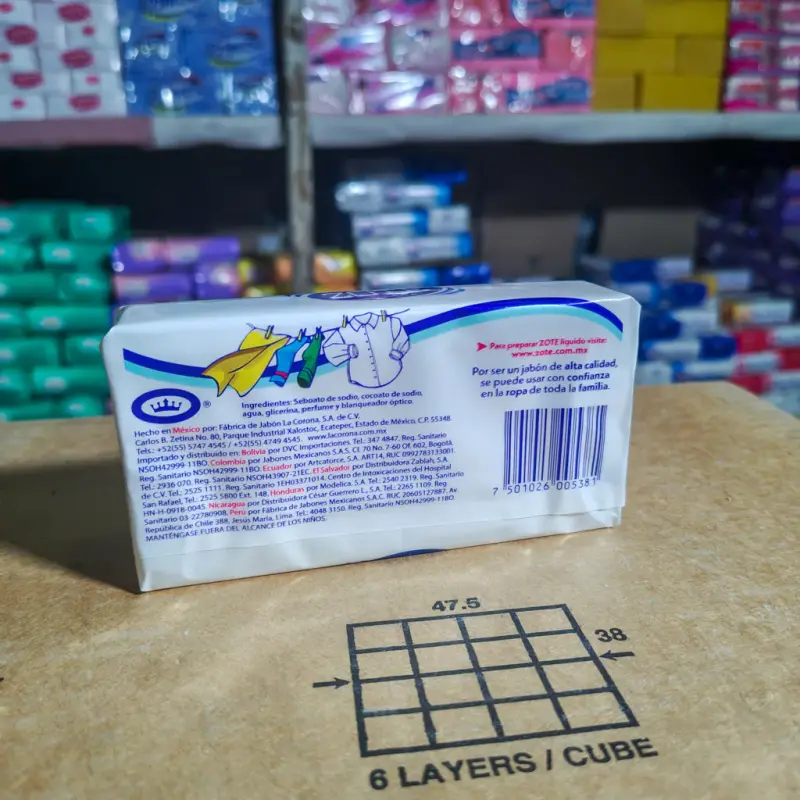 Para preparar ZOTE líquido visite:
www.zote.com.mx
Por ser un jabón de alta calidad,
se puede usar con confianza
en la ropa de toda la familia.
®
Ingredientes: Seboato de sodio, cocoato de sodio,
agua, glicerina, perfume y blanqueador óptico.
Hecho en México por: Fábrica de Jabón La Corona, S.A. de C.V.
Carlos B. Zetina No. 80, Parque Industrial Xalostoc, Ecatepec, Estado de México, C.P. 55348.
Tels.: +52(55) 5747 4545 / +52(55) 4749 4545. www.lacorona.com.mx
Importado y distribuido en: Bolivia por DVC Importaciones. Tel.: 347 4847. Reg. Sanitario
NSOH42999-11BO. Colombia por Jabones Mexicanos S.A.S. Cl. 70 No. 7-60 Of. 602, Bogotá.
Tel.: 2936 070. Reg. Sanitario NSOH43907-21EC. Ecuador por Artcaforce, S.A. ART14, RUC 0992783133001.
Reg. Sanitario NSOH42999-11BO. El Salvador por Distribuidora Zablah, S.A.
de C.V. Tel.: 2525 1111. Reg. Sanitario 1EH03371014. Centro de Intoxicaciones del Hospital
San Rafael, Tel. 2525 5800 Ext. 148. Honduras por Modelica, S.A. Tel.: 2540 2319. Reg. Sanitario
HN-H-0918-0045. Nicaragua por Distribuidora César Guerrero L., S.A. Tel.: 2265 1109. Reg.
Sanitario 03-22780908. Perú por Fábrica de Jabones Mexicanos S.A.C. RUC 20605127887, Av.
República de Chile 388, Jesús María, Lima. Tel.: 4048 3150. Reg. Sanitario NSOH42999-11BO.
MANTÉNGASE FUERA DEL ALCANCE DE LOS NIÑOS.
7 501026 005381
47.5
38
6 LAYERS / CUBE